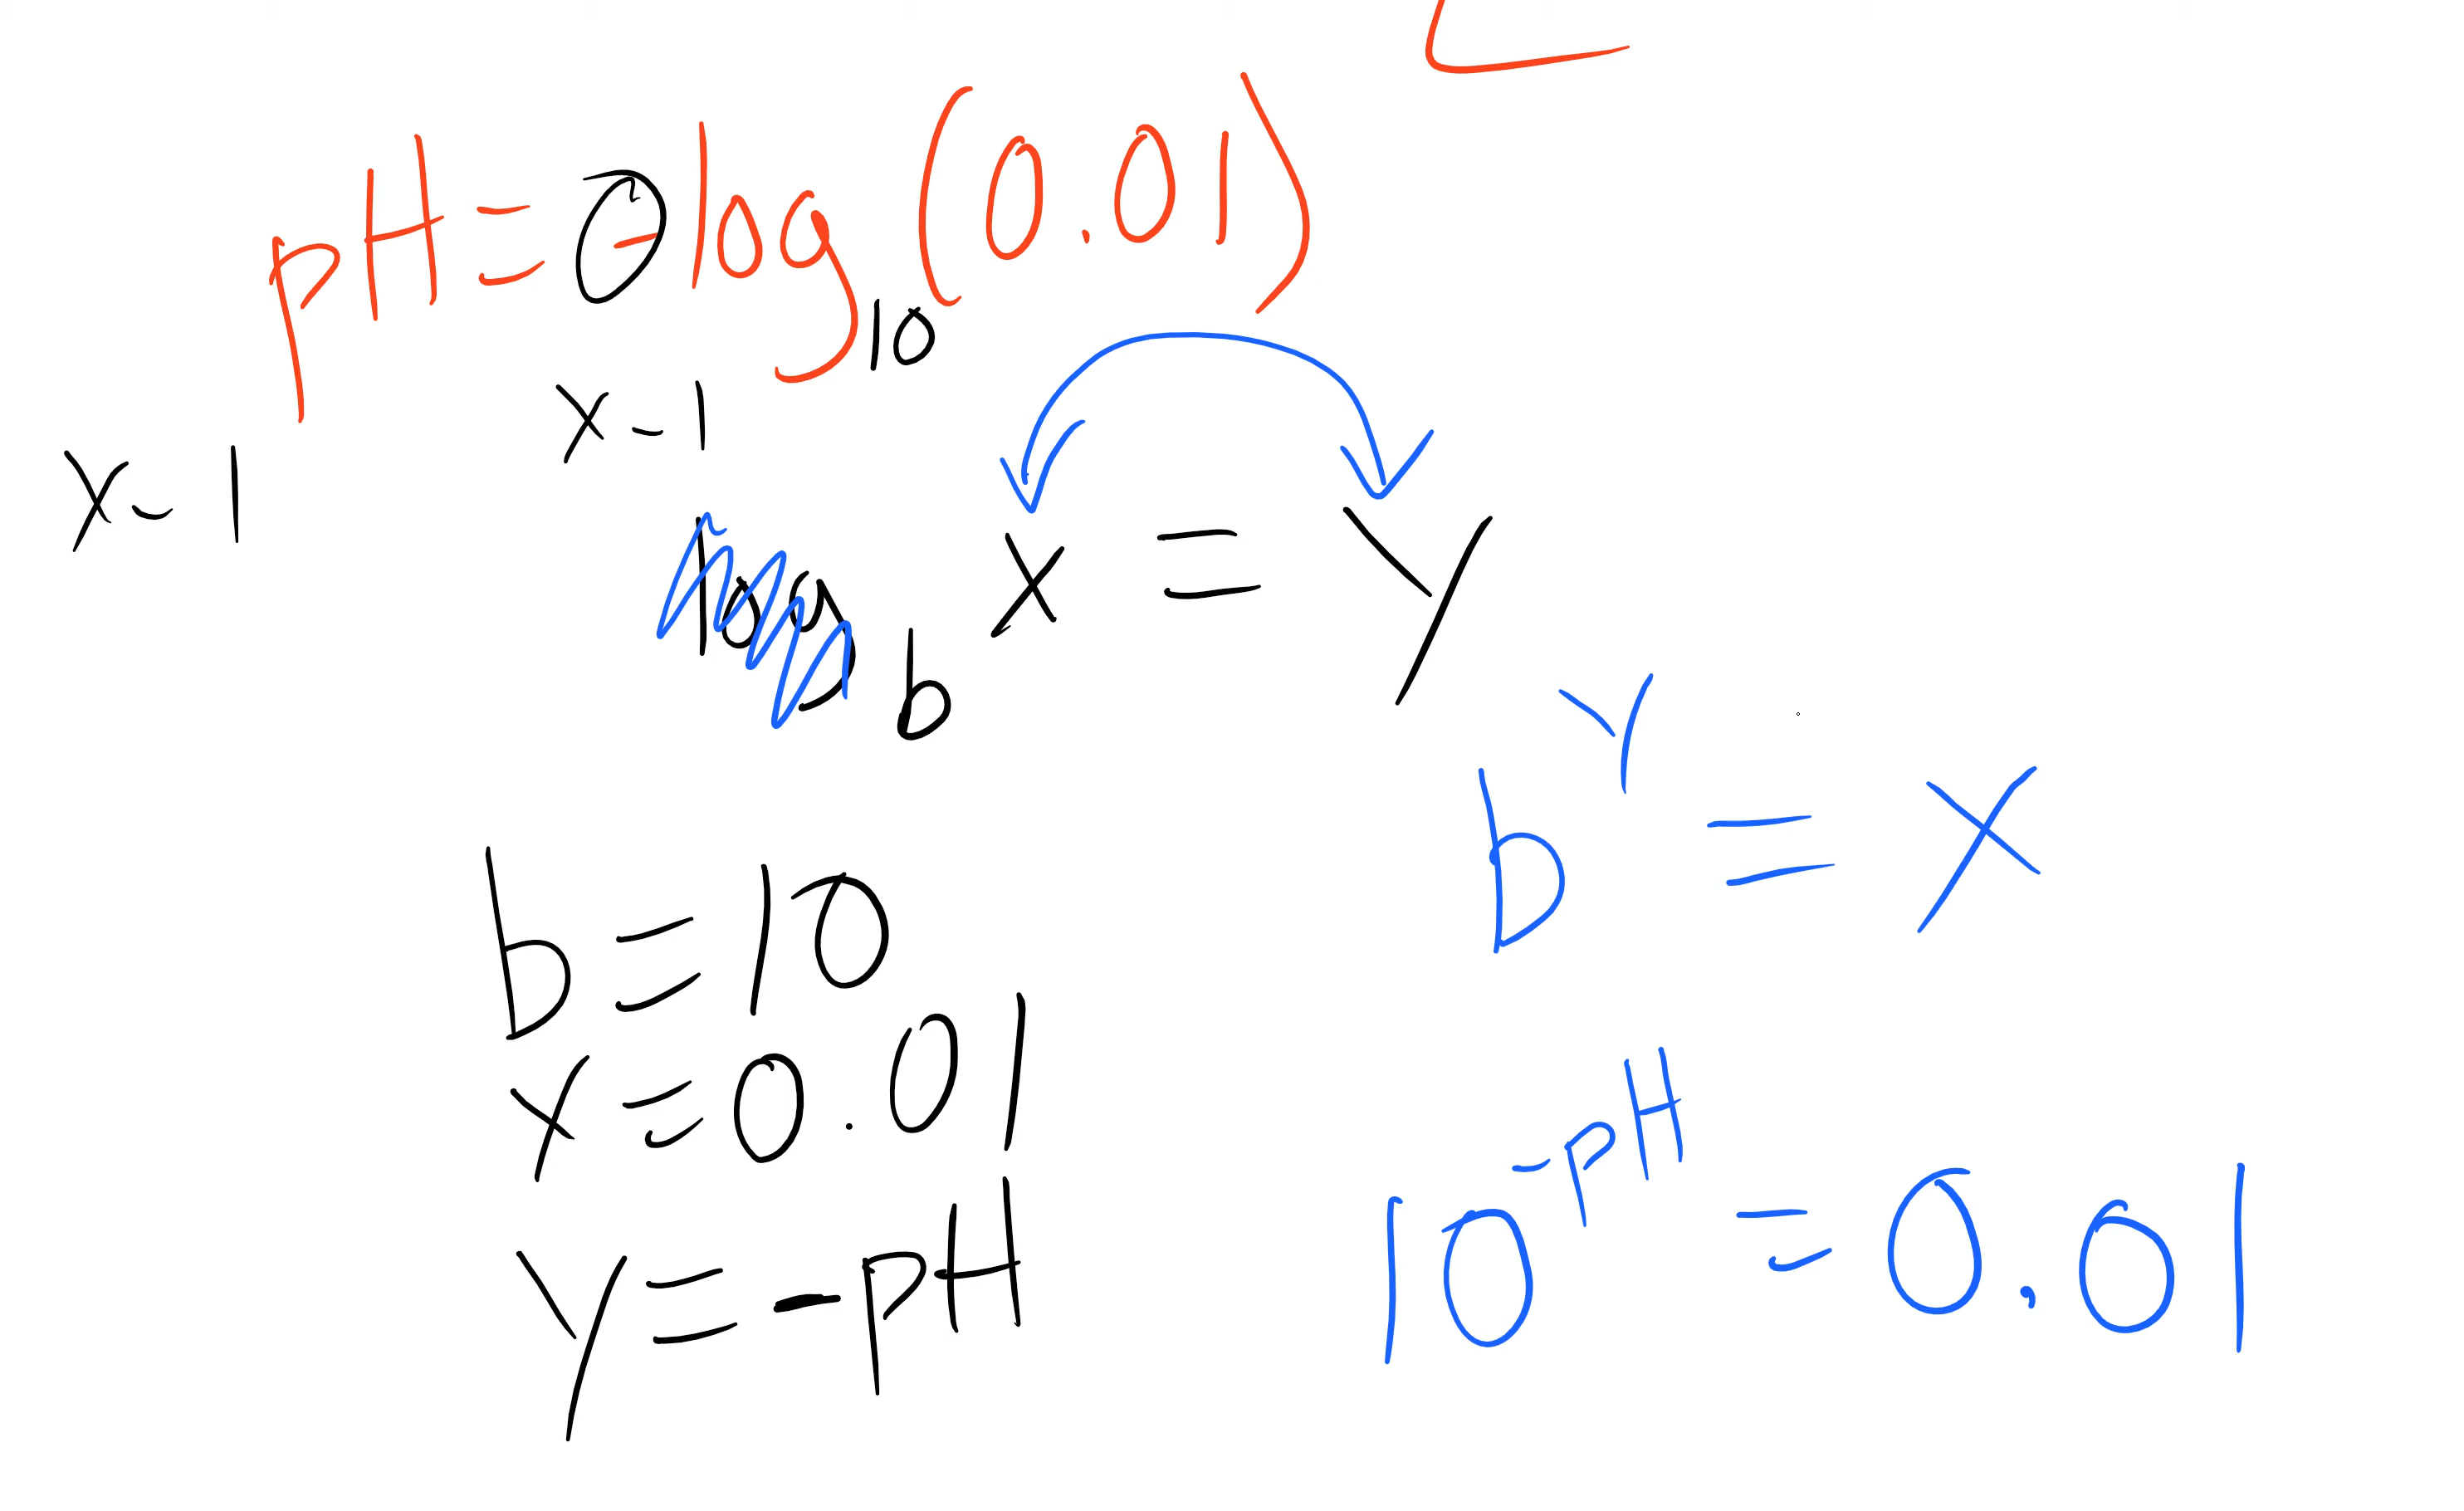 pH = - log₁₀ (0.01)
x - 1 x - 1
log_b x = y
b^y = x
b = 10
x = 0.01
y = - pH
10^-pH = 0.01